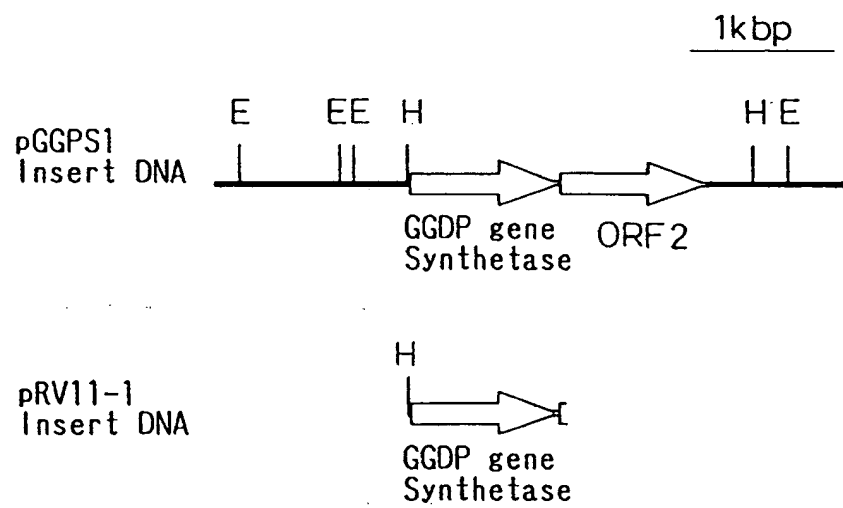 1kbp
E EE H H E
pGGPS1
Insert DNA
GGDP gene
Synthetase
ORF2
H
pRV11-1
Insert DNA
GGDP gene
Synthetase